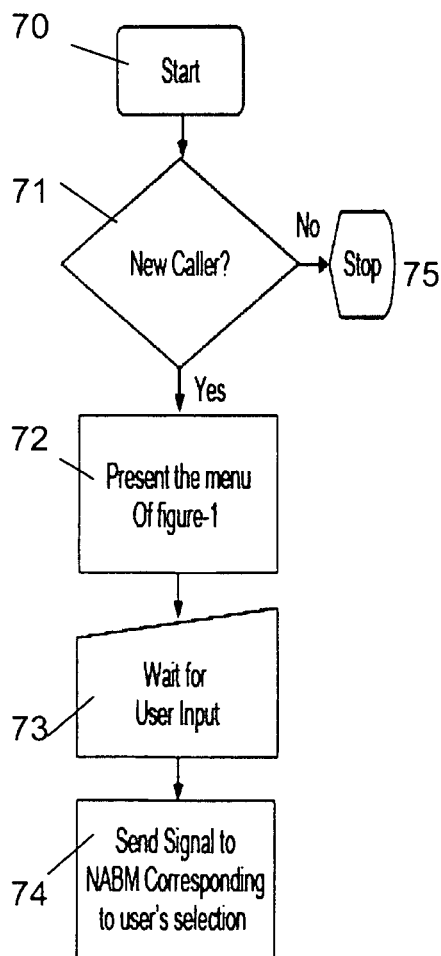 70
Start
71
New Caller?
No
Stop
75
Yes
72
Present the menu
Of figure-1
73
Wait for
User Input
74
Send Signal to
NABM Corresponding
to user's selection